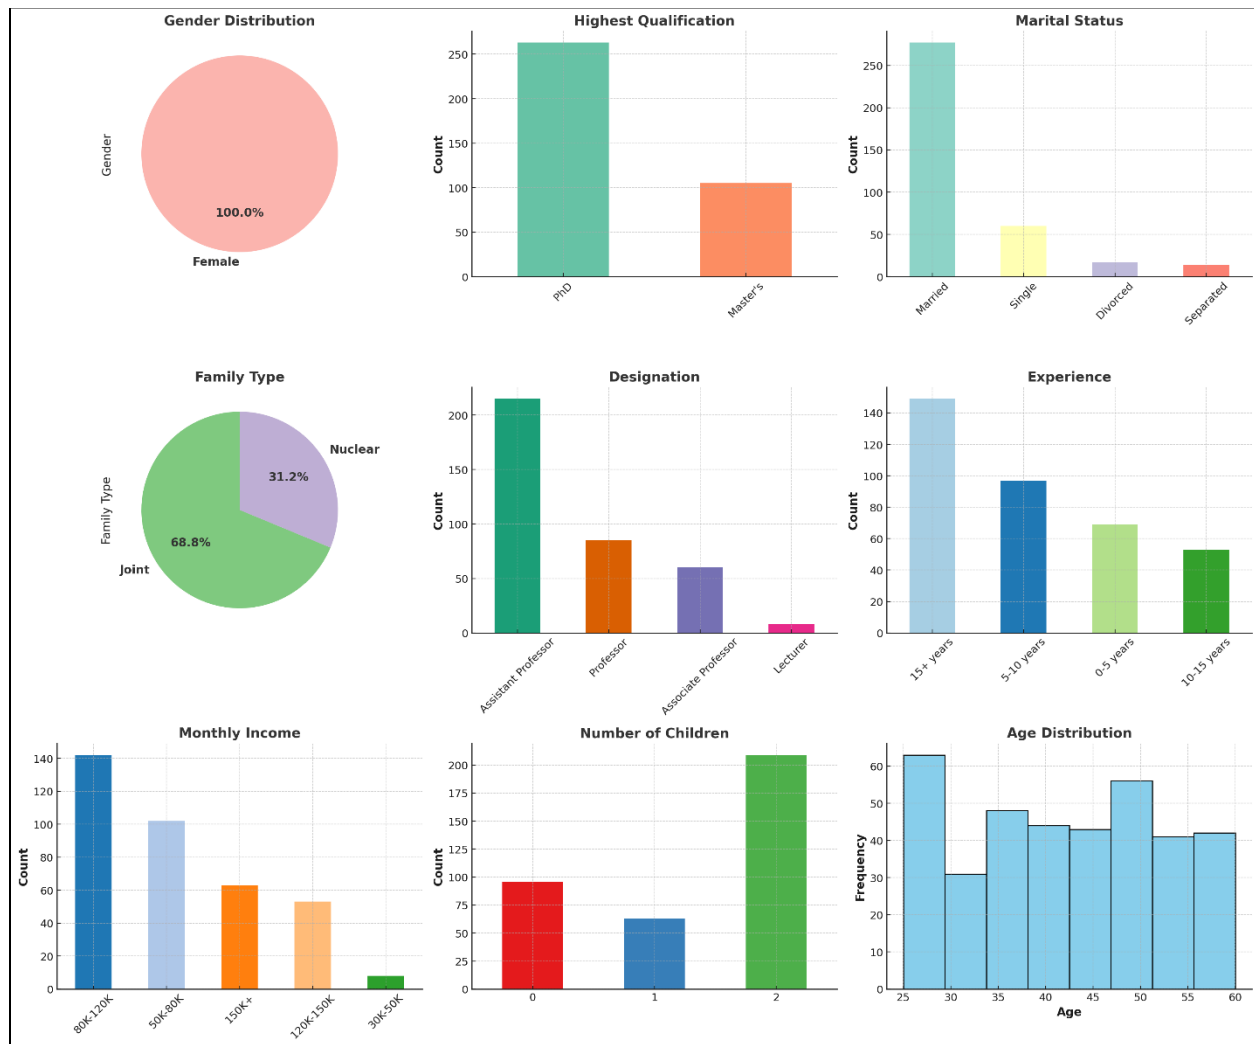 Gender Distribution
Gender
100.0%
Female
Highest Qualification
Count
250
200
150
100
50
0
PhD
Master's
Marital Status
Count
250
200
150
100
50
0
Married
Single
Divorced
Separated
Family Type
Family Type
Nuclear
31.2%
68.8%
Joint
Designation
Count
200
150
100
50
0
Assistant Professor
Professor
Associate Professor
Lecturer
Experience
Count
140
120
100
80
60
40
20
0
15+ years
5-10 years
0-5 years
10-15 years
Monthly Income
Count
140
120
100
80
60
40
20
0
80K-120K
50K-80K
150K+
120K-150K
30K-50K
Number of Children
Count
200
175
150
125
100
75
50
25
0
0
1
2
Age Distribution
Frequency
60
50
40
30
20
10
0
25
30
35
40
45
50
55
60
Age